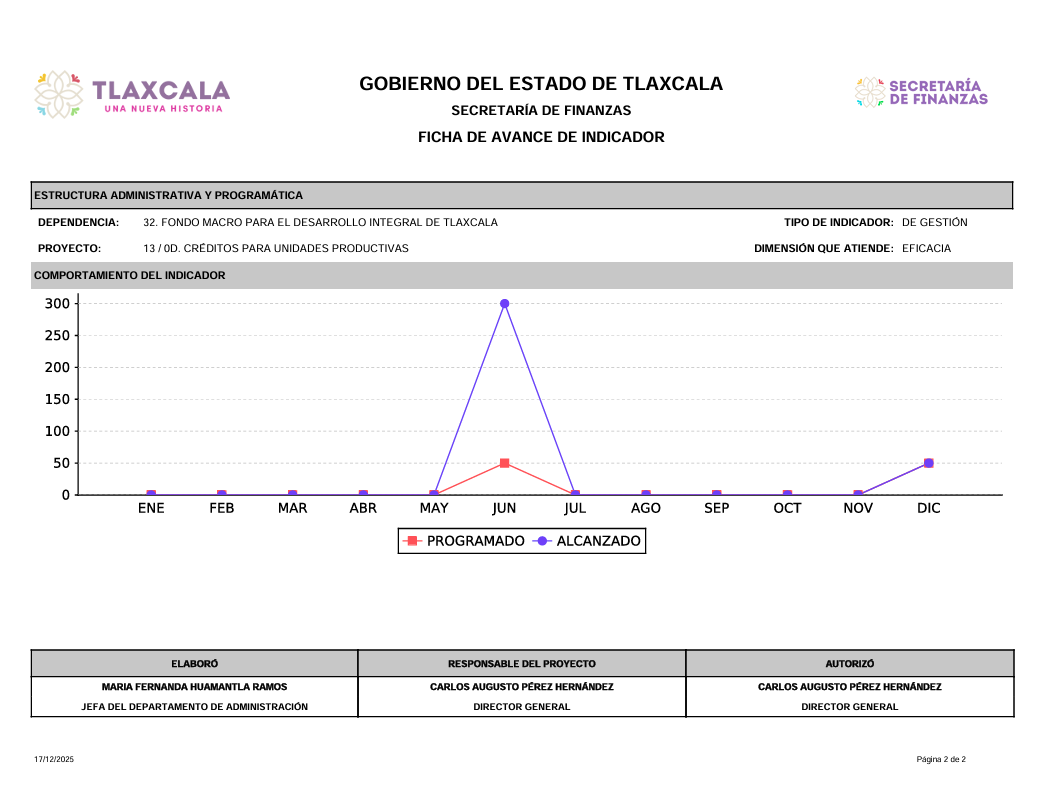 TLAXCALA
UNA NUEVA HISTORIA
GOBIERNO DEL ESTADO DE TLAXCALA
SECRETARÍA DE FINANZAS
FICHA DE AVANCE DE INDICADOR
SECRETARÍA
DE FINANZAS
ESTRUCTURA ADMINISTRATIVA Y PROGRAMÁTICA
DEPENDENCIA: 32. FONDO MACRO PARA EL DESARROLLO INTEGRAL DE TLAXCALA TIPO DE INDICADOR: DE GESTIÓN
PROYECTO: 13 / 0D. CRÉDITOS PARA UNIDADES PRODUCTIVAS DIMENSIÓN QUE ATIENDE: EFICACIA
COMPORTAMIENTO DEL INDICADOR
300
250
200
150
100
50
0
ENE FEB MAR ABR MAY JUN JUL AGO SEP OCT NOV DIC
PROGRAMADO ALCANZADO
ELABORÓ RESPONSABLE DEL PROYECTO AUTORIZÓ
MARIA FERNANDA HUAMANTLA RAMOS CARLOS AUGUSTO PÉREZ HERNÁNDEZ CARLOS AUGUSTO PÉREZ HERNÁNDEZ
JEFA DEL DEPARTAMENTO DE ADMINISTRACIÓN DIRECTOR GENERAL DIRECTOR GENERAL
17/12/2025 Página 2 de 2